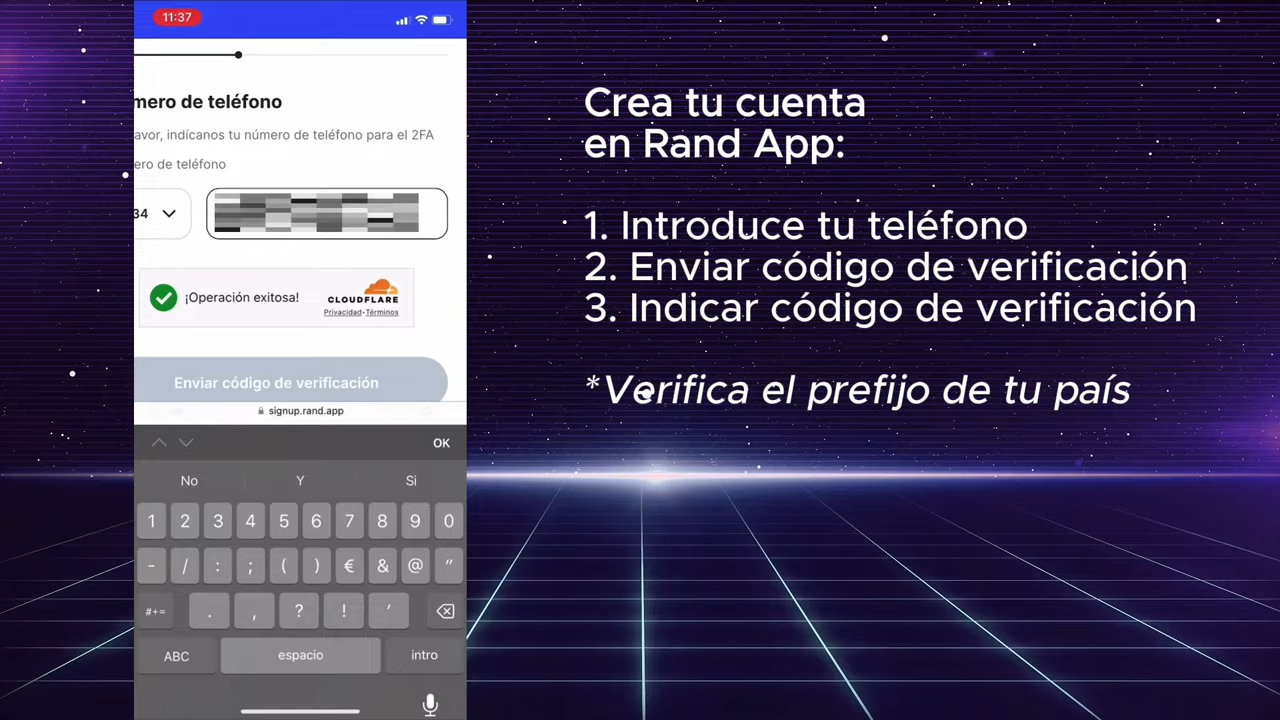 11:37
mero de teléfono
avor, indícanos tu número de teléfono para el 2FA
ero de teléfono
34
¡Operación exitosa!
CLOUDFLARE
Privacidad • Términos
Enviar código de verificación
signup.rand.app
OK
No Y Si
1 2 3 4 5 6 7 8 9 0
- / : ; ( ) € & @ "
#+= . , ? ! '
ABC espacio intro
Crea tu cuenta
en Rand App:
1. Introduce tu teléfono
2. Enviar código de verificación
3. Indicar código de verificación
*Verifica el prefijo de tu país